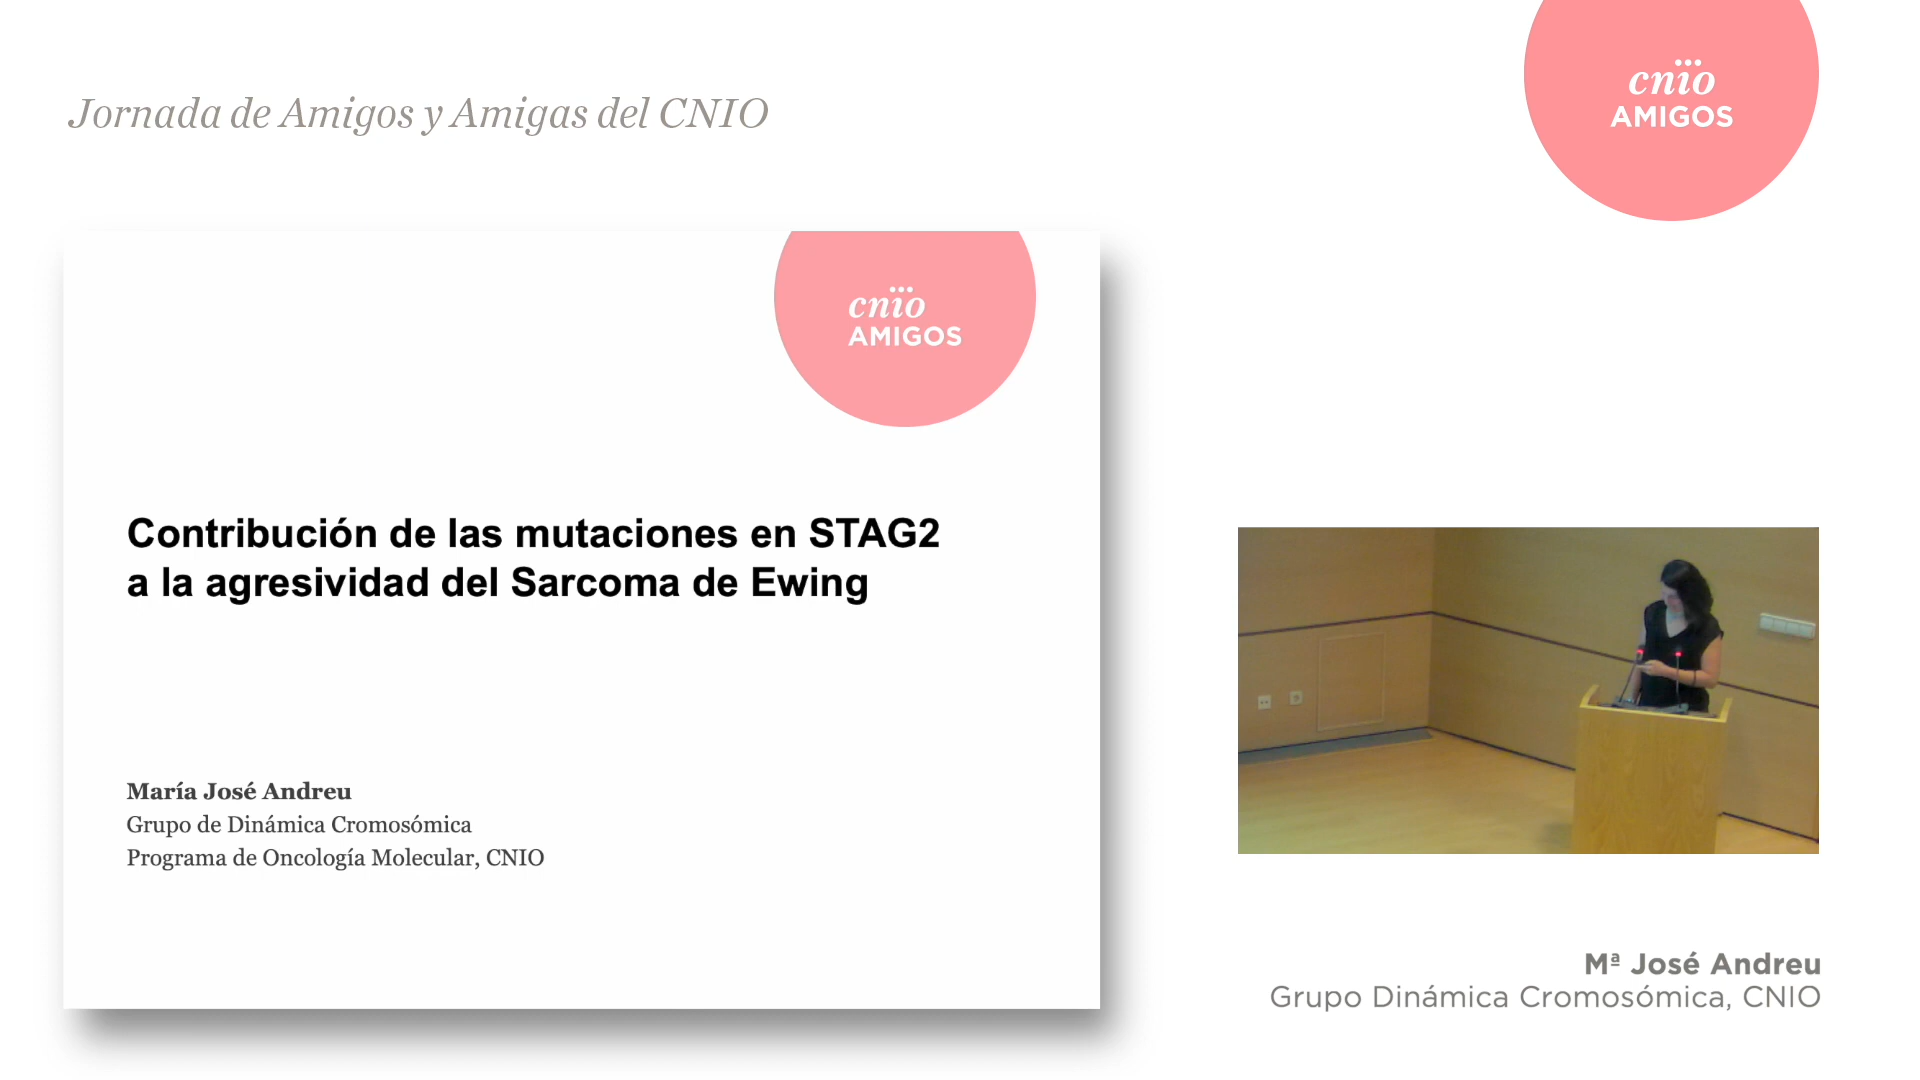 Jornada de Amigos y Amigas del CNIO
cnio
AMIGOS
cnio
AMIGOS
Contribución de las mutaciones en STAG2
a la agresividad del Sarcoma de Ewing
María José Andreu
Grupo de Dinámica Cromosómica
Programa de Oncología Molecular, CNIO
Mª José Andreu
Grupo Dinámica Cromosómica, CNIO